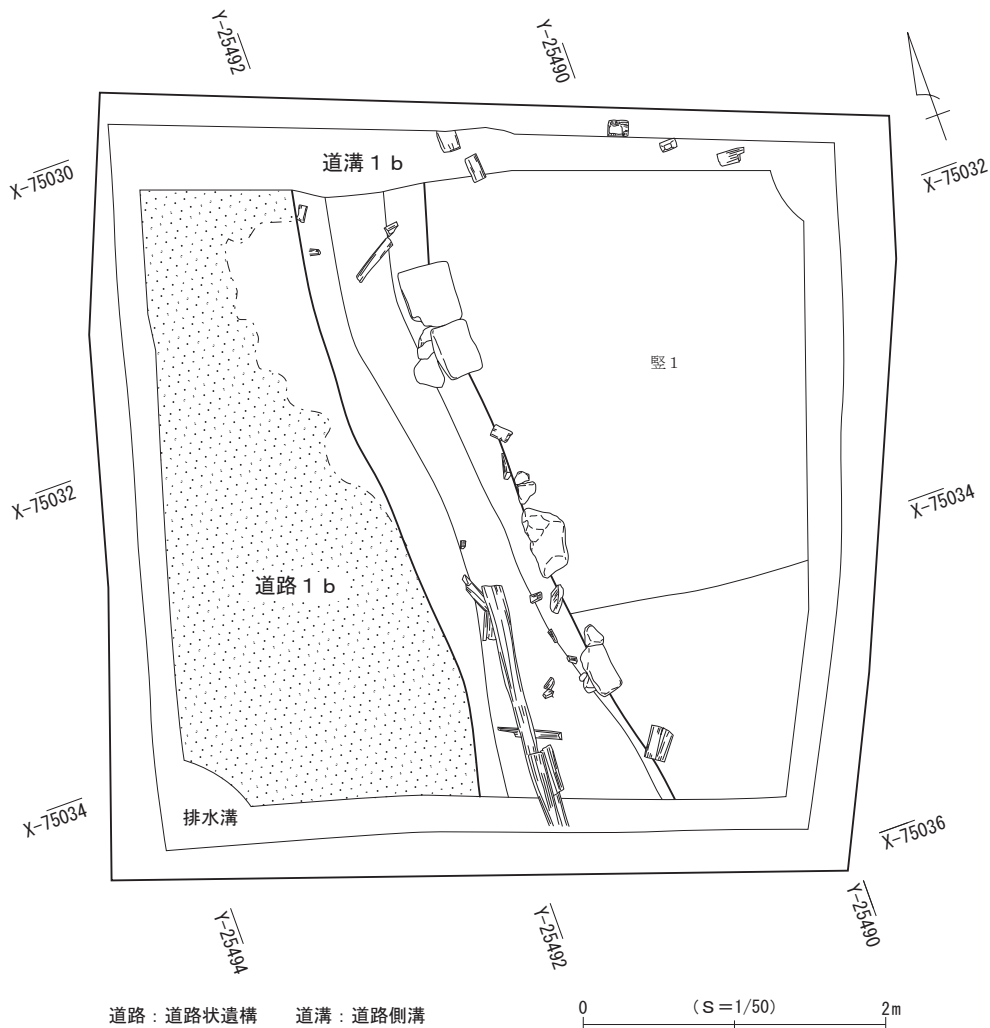 Y-25492
Y-25490
X-75030
X-75032
道溝1b
竪1
X-75032
X-75034
道路1b
X-75034
排水溝
X-75036
Y-25494
Y-25492
Y-25490
道路：道路状遺構　道溝：道路側溝
0 (S=1/50) 2m